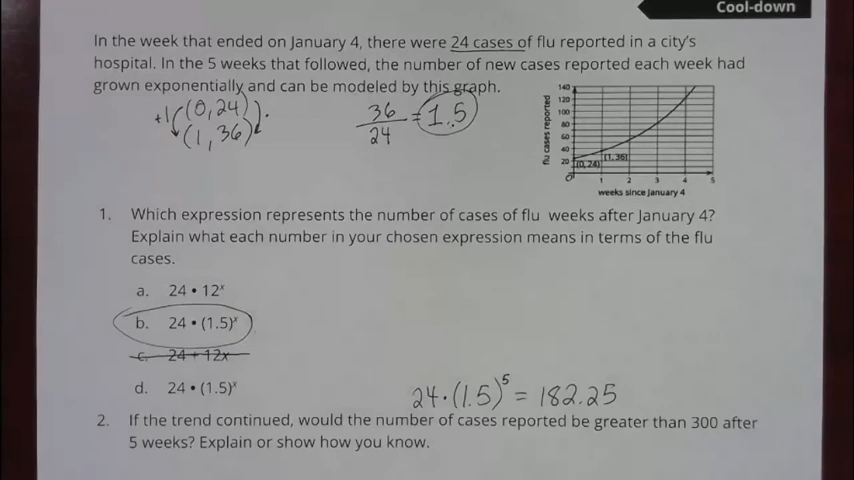 Cool-down
In the week that ended on January 4, there were 24 cases of flu reported in a city's
hospital. In the 5 weeks that followed, the number of new cases reported each week had
grown exponentially and can be modeled by this graph.
+1 (0,24) .
(1,36)
36/24 = 1.5
140
120
100
80
60
40
20
0
flu cases reported
(0, 24)
(1, 36)
1 2 3 4 5
weeks since January 4
1. Which expression represents the number of cases of flu weeks after January 4?
Explain what each number in your chosen expression means in terms of the flu
cases.
a. 24 • 12ˣ
b. 24 • (1.5)ˣ
c. 24 + 12x
d. 24 • (1.5)ˣ
24·(1.5)⁵ = 182.25
2. If the trend continued, would the number of cases reported be greater than 300 after
5 weeks? Explain or show how you know.